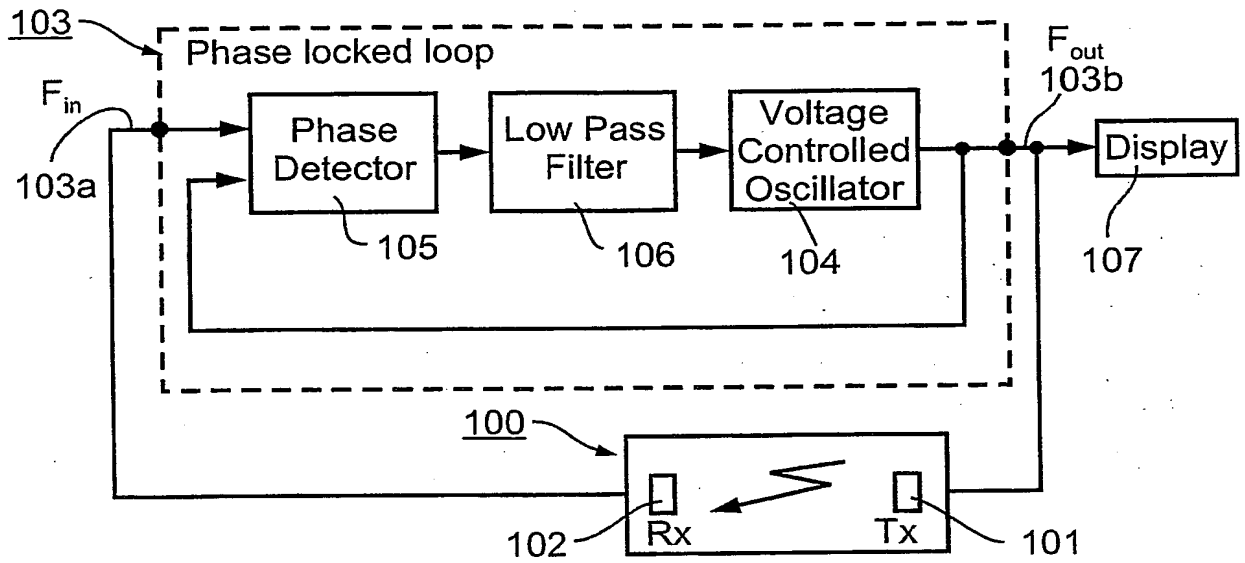 103
Phase locked loop
F_in
103a
Phase
Detector
105
Low Pass
Filter
106
Voltage
Controlled
Oscillator
104
F_out
103b
Display
107
100
102
Rx
Tx
101